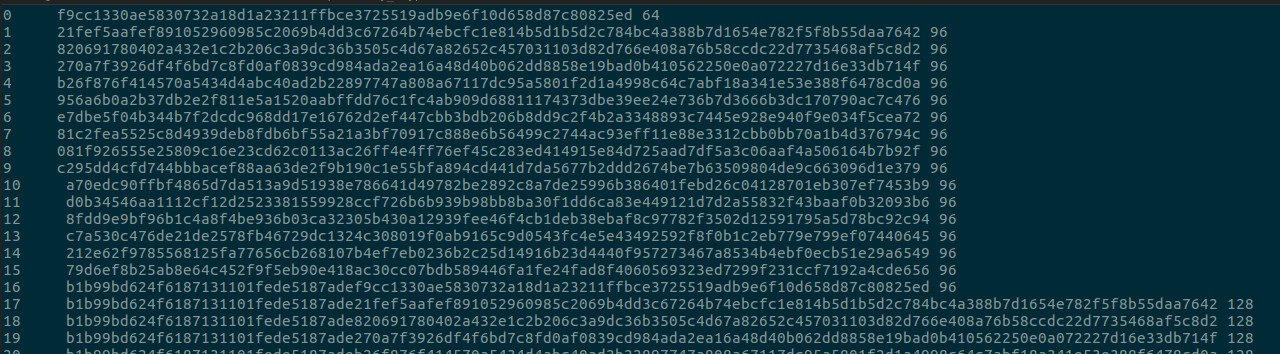 0 f9cc1330ae5830732a18d1a23211ffbce3725519adb9e6f10d658d87c80825ed 64
1 21fef5aafef891052960985c2069b4dd3c67264b74ebcfc1e814b5d1b5d2c784bc4a388b7d1654e782f5f8b55daa7642 96
2 820691780402a432e1c2b206c3a9dc36b3505c4d67a82652c457031103d82d766e408a76b58ccdc22d7735468af5c8d2 96
3 270a7f3926df4f6bd7c8fd0af0839cd984ada2ea16a48d40b062dd8858e19bad0b410562250e0a072227d16e33db714f 96
4 b26f876f414570a5434d4abc40ad2b22897747a808a67117dc95a5801f2d1a4998c64c7abf18a341e53e388f6478cd0a 96
5 956a6b0a2b37db2e2f811e5a1520aabffdd76c1fc4ab909d68811174373dbe39ee24e736b7d3666b3dc170790ac7c476 96
6 e7dbe5f04b344b7f2dcdc968dd17e16762d2ef447cbb3bdb206b8dd9c2f4b2a3348893c7445e928e940f9e034f5cea72 96
7 81c2fea5525c8d4939deb8fdb6bf55a21a3bf70917c888e6b56499c2744ac93eff11e88e3312cbb0bb70a1b4d376794c 96
8 081f926555e25809c16e23cd62c0113ac26ff4e4ff76ef45c283ed414915e84d725aad7df5a3c06aaf4a506164b7b92f 96
9 c295dd4cfd744bbbacef88aa63de2f9b190c1e55bfa894cd441d7da5677b2ddd2674be7b63509804de9c663096d1e379 96
10 a70edc90ffbf4865d7da513a9d51938e786641d49782be2892c8a7de25996b386401febd26c04128701eb307ef7453b9 96
11 d0b34546aa1112cf12d2523381559928ccf726b6b939b98bb8ba30f1dd6ca83e449121d7d2a55832f43baaf0b32093b6 96
12 8fdd9e9bf96b1c4a8f4be936b03ca32305b430a12939fee46f4cb1deb38ebaf8c97782f3502d12591795a5d78bc92c94 96
13 c7a530c476de21de2578fb46729dc1324c308019f0ab9165c9d0543fc4e5e43492592f8f0b1c2eb779e799ef07440645 96
14 212e62f9785568125fa77656cb268107b4ef7eb0236b2c25d14916b23d4440f957273467a8534b4ebf0ecb51e29a6549 96
15 79d6ef8b25ab8e64c452f9f5eb90e418ac30cc07bdb589446fa1fe24fad8f4060569323ed7299f231ccf7192a4cde656 96
16 b1b99bd624f6187131101fede5187adef9cc1330ae5830732a18d1a23211ffbce3725519adb9e6f10d658d87c80825ed 96
17 b1b99bd624f6187131101fede5187ade21fef5aafef891052960985c2069b4dd3c67264b74ebcfc1e814b5d1b5d2c784bc4a388b7d1654e782f5f8b55daa7642 128
18 b1b99bd624f6187131101fede5187ade820691780402a432e1c2b206c3a9dc36b3505c4d67a82652c457031103d82d766e408a76b58ccdc22d7735468af5c8d2 128
19 b1b99bd624f6187131101fede5187ade270a7f3926df4f6bd7c8fd0af0839cd984ada2ea16a48d40b062dd8858e19bad0b410562250e0a072227d16e33db714f 128